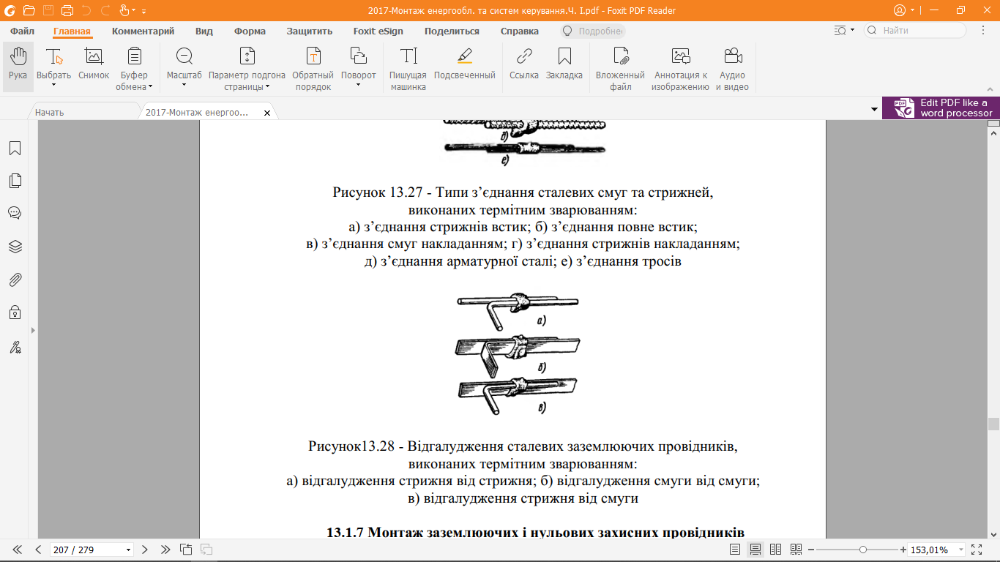 2017-Монтаж енергообл. та систем керування.Ч. I.pdf - Foxit PDF Reader
Файл Главная Комментарий Вид Форма Защитить Foxit eSign Поделиться Справка Подробнее Найти
Рука Выбрать Снимок Буфер обмена Масштаб Параметр подгона страницы Обратный порядок Поворот Пишущая машинка Подсвеченный Ссылка Закладка Вложенный файл Аннотация к изображению Аудио и видео
Начать 2017-Монтаж енергоо... Edit PDF like a
word processor
д)
е)
Рисунок 13.27 - Типи з’єднання сталевих смуг та стрижней,
виконаних термітним зварюванням:
а) з’єднання стрижнів встик; б) з’єднання повне встик;
в) з’єднання смуг накладанням; г) з’єднання стрижнів накладанням;
д) з’єднання арматурної сталі; е) з’єднання тросів
а)
б)
в)
Рисунок13.28 - Відгалудження сталевих заземлюючих провідників,
виконаних термітним зварюванням:
а) відгалудження стрижня від стрижня; б) відгалудження смуги від смуги;
в) відгалудження стрижня від смуги
13.1.7 Монтаж заземлюючих і нульових захисних провідників
207 / 279 153,01%